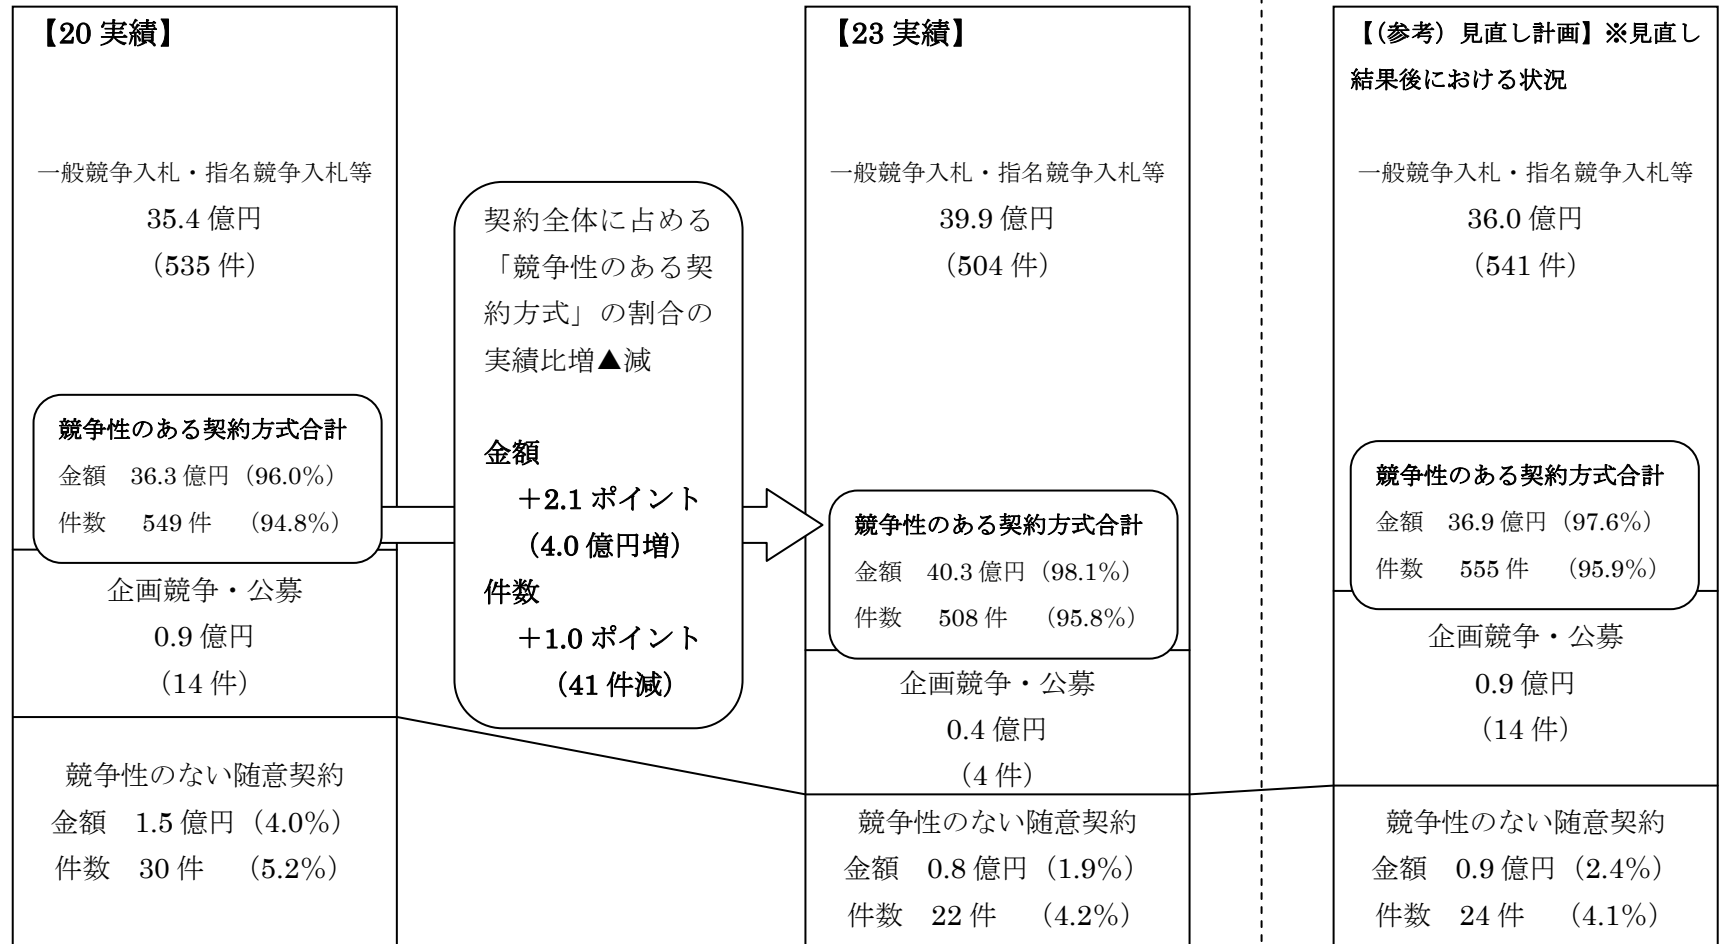 【20 実績】
一般競争入札・指名競争入札等
35.4 億円
（535 件）
競争性のある契約方式合計
金額　36.3 億円（96.0%）
件数　549 件　（94.8%）
企画競争・公募
0.9 億円
（14 件）
競争性のない随意契約
金額　1.5 億円（4.0%）
件数　30 件　（5.2%）
契約全体に占める
「競争性のある契
約方式」の割合の
実績比増▲減
金額
＋2.1 ポイント
（4.0 億円増）
件数
＋1.0 ポイント
（41 件減）
【23 実績】
一般競争入札・指名競争入札等
39.9 億円
（504 件）
競争性のある契約方式合計
金額　40.3 億円（98.1%）
件数　508 件　（95.8%）
企画競争・公募
0.4 億円
（4 件）
競争性のない随意契約
金額　0.8 億円（1.9%）
件数　22 件　（4.2%）
【（参考）見直し計画】※見直し
結果後における状況
一般競争入札・指名競争入札等
36.0 億円
（541 件）
競争性のある契約方式合計
金額　36.9 億円（97.6%）
件数　555 件　（95.9%）
企画競争・公募
0.9 億円
（14 件）
競争性のない随意契約
金額　0.9 億円（2.4%）
件数　24 件　（4.1%）